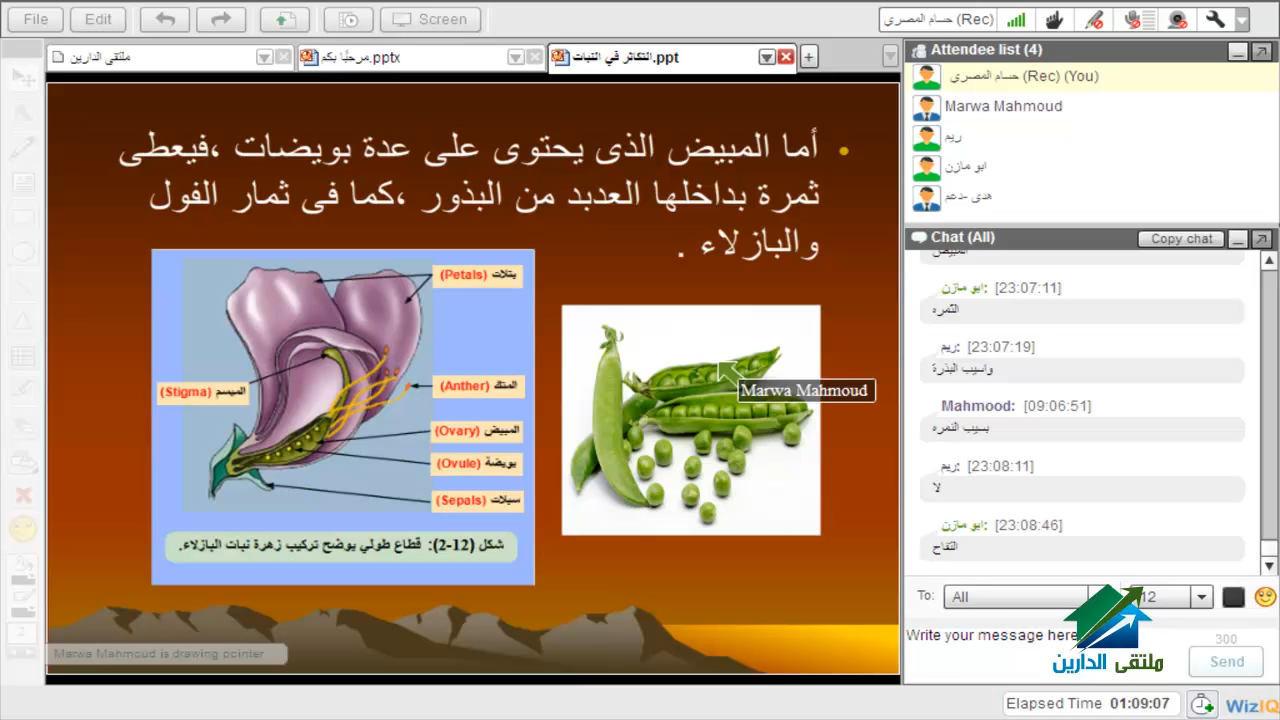 File
Edit
Screen
حسام المصري (Rec)
ملتقى الدارين
مرحبًا بكم.pptx
التكاثر في النبات.ppt
أما المبيض الذى يحتوى على عدة بويضات ،فيعطى
ثمرة بداخلها العدبد من البذور ،كما فى ثمار الفول
والبازلاء .
بتلات (Petals)
الميسم (Stigma)
المتك (Anther)
المبيض (Ovary)
بويضة (Ovule)
سبلات (Sepals)
شكل (12-2): قطاع طولي يوضح تركيب زهرة نبات البازلاء.
Marwa Mahmoud
Marwa Mahmoud is drawing pointer
Attendee list (4)
حسام المصري (Rec) (You)
Marwa Mahmoud
ريم
ابو مازن
هدى -دعم
Chat (All)
Copy chat
المبيض
ابو مازن: [23:07:11]
الثمره
ريم: [23:07:19]
واسيب البذرة
Mahmood: [09:06:51]
بسيب الثمره
ريم: [23:08:11]
لا
ابو مازن: [23:08:46]
التفاح
To:
All
12
Write your message here
300
Send
ملتقى الدارين
Elapsed Time 01:09:07
WizIQ